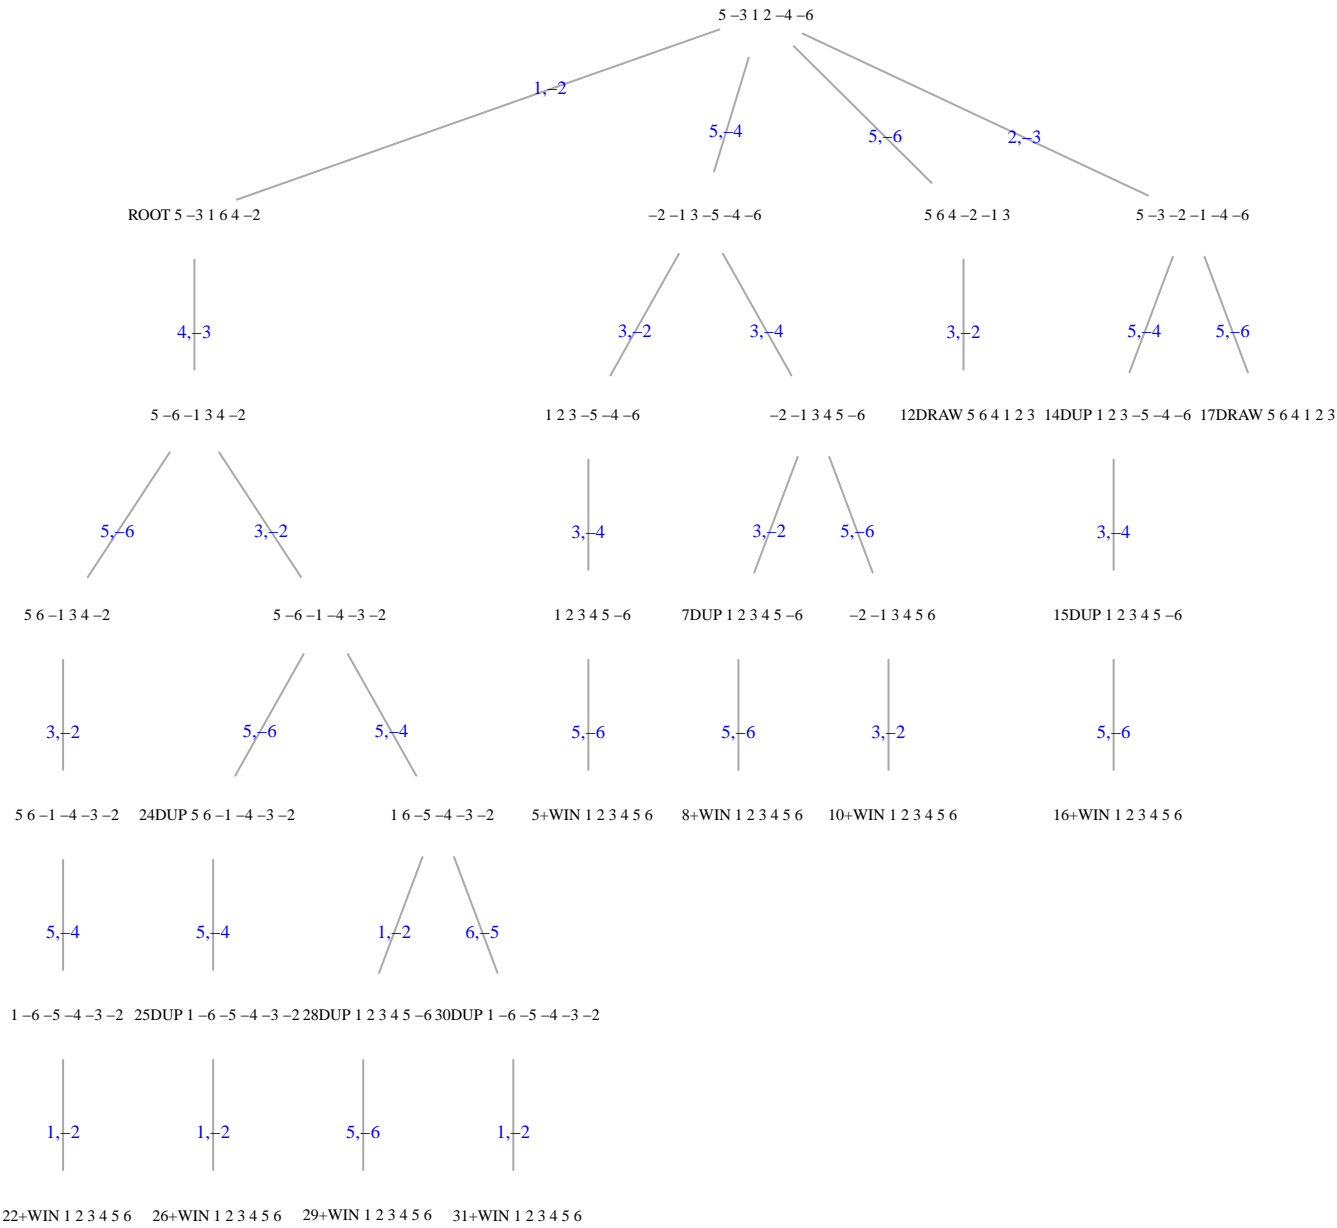 5 –3 1 2 –4 –6
1,–2
5,–4
5,–6
2,–3
ROOT 5 –3 1 6 4 –2
–2 –1 3 –5 –4 –6
5 6 4 –2 –1 3
5 –3 –2 –1 –4 –6
4,–3
3,–2
3,–4
3,–2
5,–4
5,–6
5 –6 –1 3 4 –2
1 2 3 –5 –4 –6
–2 –1 3 4 5 –6
12DRAW 5 6 4 1 2 3
14DUP 1 2 3 –5 –4 –6
17DRAW 5 6 4 1 2 3
5,–6
3,–2
3,–4
3,–2
5,–6
3,–4
5 6 –1 3 4 –2
5 –6 –1 –4 –3 –2
1 2 3 4 5 –6
7DUP 1 2 3 4 5 –6
–2 –1 3 4 5 6
15DUP 1 2 3 4 5 –6
3,–2
5,–6
5,–4
5,–6
5,–6
3,–2
5,–6
5 6 –1 –4 –3 –2
24DUP 5 6 –1 –4 –3 –2
1 6 –5 –4 –3 –2
5+WIN 1 2 3 4 5 6
8+WIN 1 2 3 4 5 6
10+WIN 1 2 3 4 5 6
16+WIN 1 2 3 4 5 6
5,–4
5,–4
1,–2
6,–5
1 –6 –5 –4 –3 –2
25DUP 1 –6 –5 –4 –3 –2
28DUP 1 2 3 4 5 –6
30DUP 1 –6 –5 –4 –3 –2
1,–2
1,–2
5,–6
1,–2
22+WIN 1 2 3 4 5 6
26+WIN 1 2 3 4 5 6
29+WIN 1 2 3 4 5 6
31+WIN 1 2 3 4 5 6